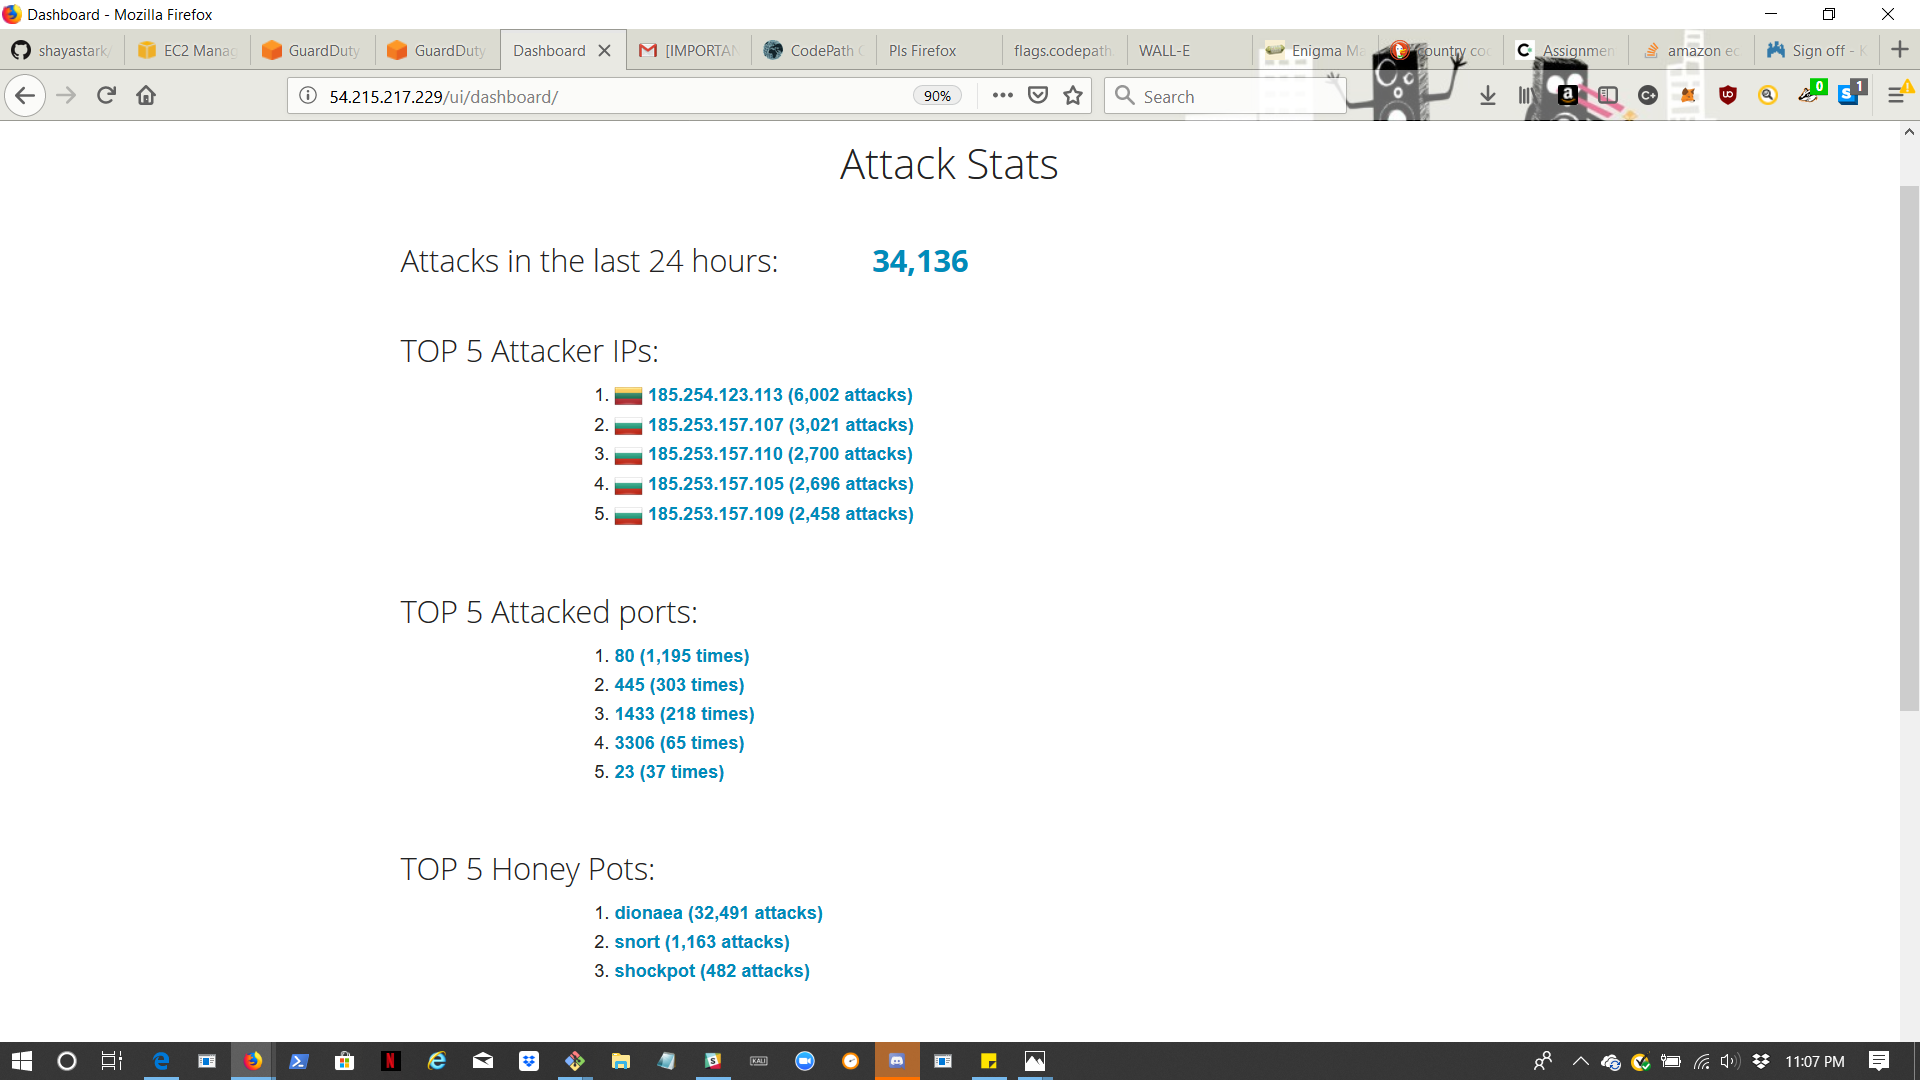 Dashboard - Mozilla Firefox
shayastark
EC2 Manag
GuardDuty
GuardDuty
Dashboard
[IMPORTAN
CodePath
Pls Firefox
flags.codepath.
WALL-E
Enigma Ma
country co
Assignmen
amazon ec
Sign off -
54.215.217.229/ui/dashboard/
90%
Search
0
1
Attack Stats
Attacks in the last 24 hours: 34,136
TOP 5 Attacker IPs:
1. 185.254.123.113 (6,002 attacks)
2. 185.253.157.107 (3,021 attacks)
3. 185.253.157.110 (2,700 attacks)
4. 185.253.157.105 (2,696 attacks)
5. 185.253.157.109 (2,458 attacks)
TOP 5 Attacked ports:
1. 80 (1,195 times)
2. 445 (303 times)
3. 1433 (218 times)
4. 3306 (65 times)
5. 23 (37 times)
TOP 5 Honey Pots:
1. dionaea (32,491 attacks)
2. snort (1,163 attacks)
3. shockpot (482 attacks)
11:07 PM